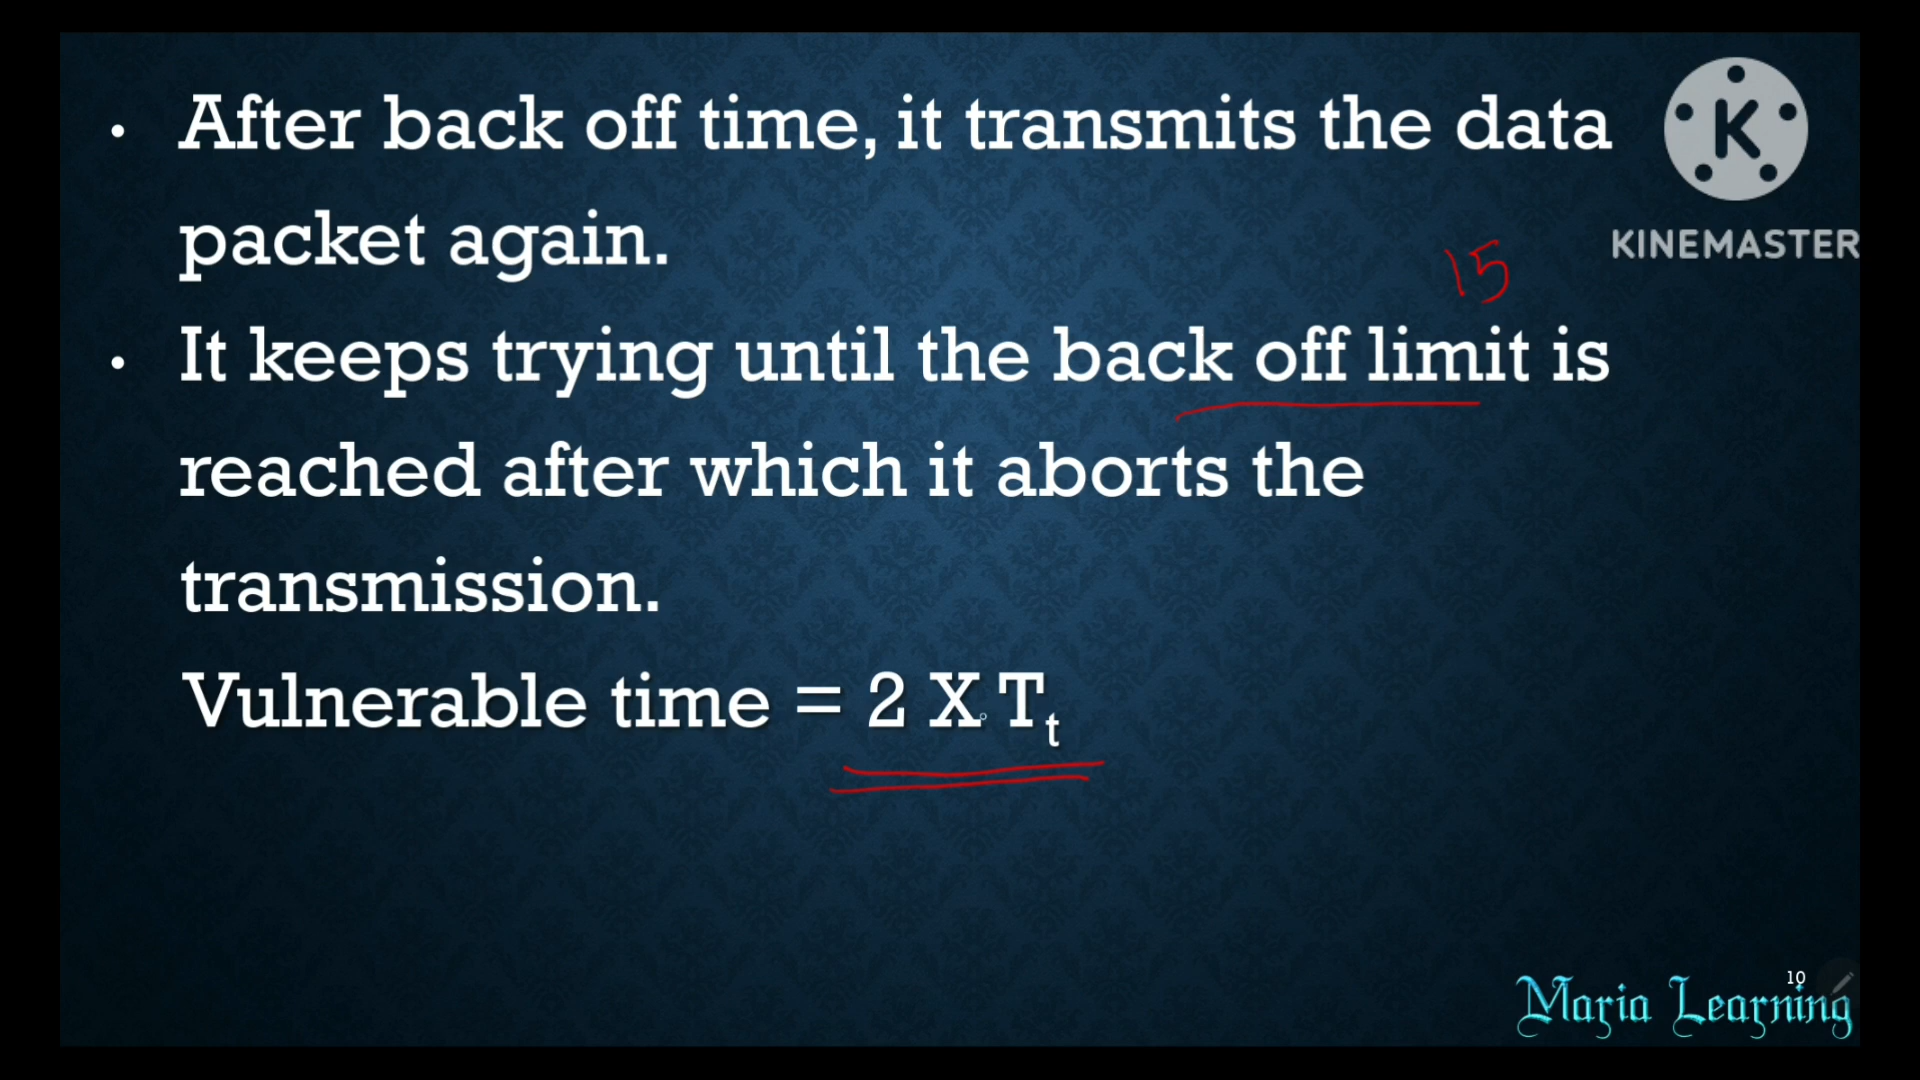 • After back off time, it transmits the data
packet again.
15
• It keeps trying until the back off limit is
reached after which it aborts the
transmission.
Vulnerable time = 2 X Tt
KINEMASTER
10
Maria Learning